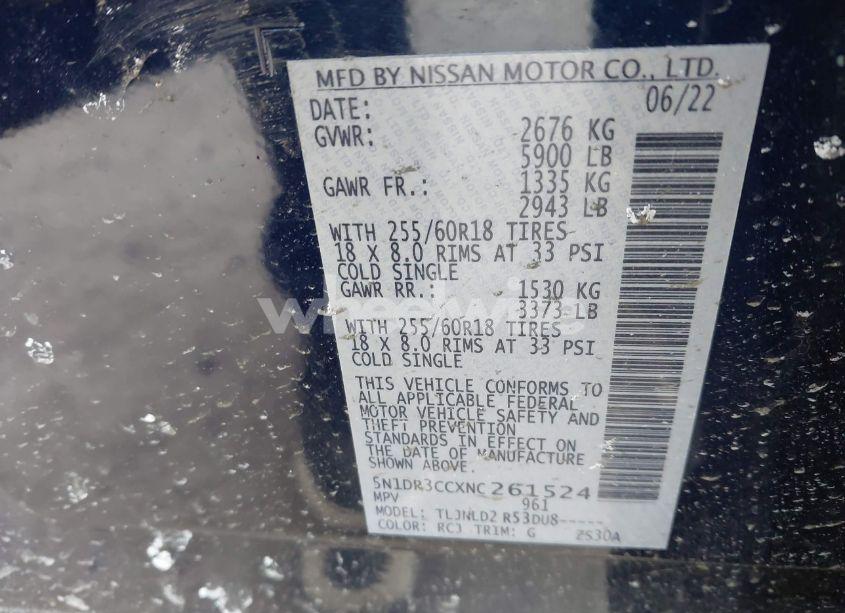 MFD BY NISSAN MOTOR CO., LTD.
DATE: 06/22
GVWR: 2676 KG
5900 LB
GAWR FR.: 1335 KG
2943 LB
WITH 255/60R18 TIRES
18 X 8.0 RIMS AT 33 PSI
COLD SINGLE
GAWR RR.: 1530 KG
3373 LB
WITH 255/60R18 TIRES
18 X 8.0 RIMS AT 33 PSI
COLD SINGLE
THIS VEHICLE CONFORMS TO
ALL APPLICABLE FEDERAL
MOTOR VEHICLE SAFETY AND
THEFT PREVENTION
STANDARDS IN EFFECT ON
THE DATE OF MANUFACTURE
SHOWN ABOVE.
5N1DR3CCXNC261524
MPV 961
MODEL: TLJNLD2 R53DU8-----
COLOR: RCJ TRIM: G 2S30A